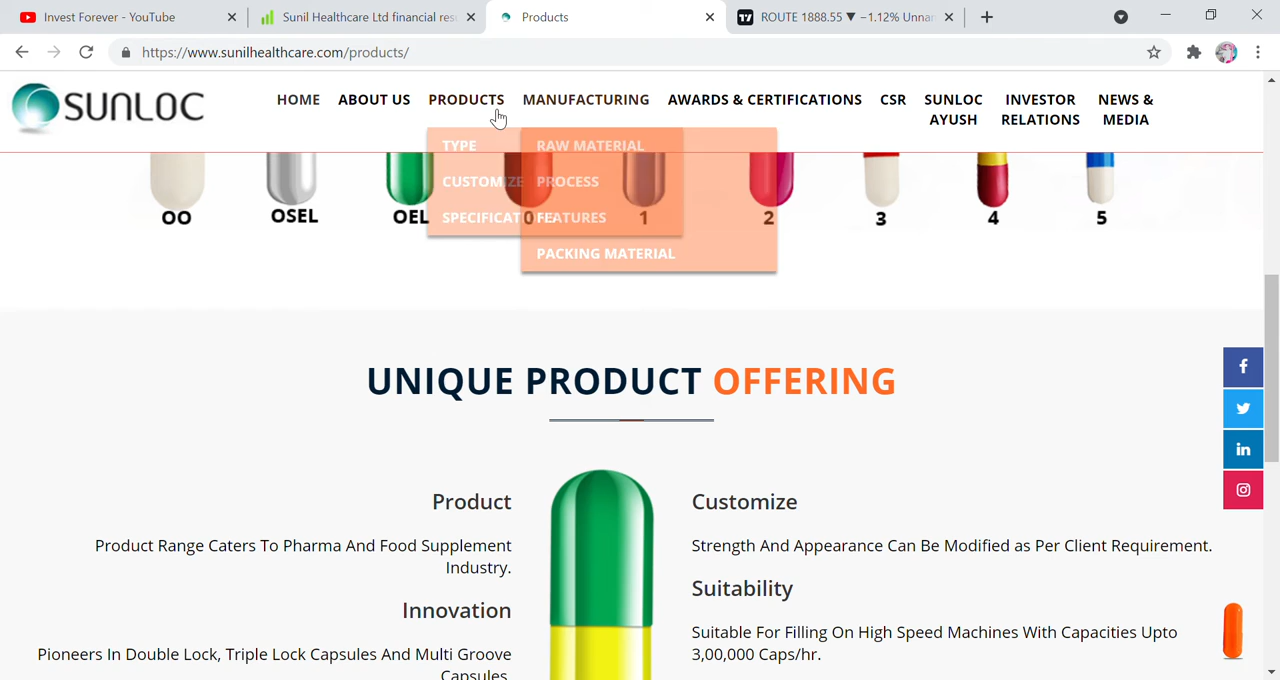 Invest Forever - YouTube
Sunil Healthcare Ltd financial res
Products
ROUTE 1888.55 ▼ −1.12% Unnar
https://www.sunilhealthcare.com/products/
SUNLOC
HOME
ABOUT US
PRODUCTS
MANUFACTURING
AWARDS & CERTIFICATIONS
CSR
SUNLOC
AYUSH
INVESTOR
RELATIONS
NEWS &
MEDIA
TYPE
CUSTOMIZE
SPECIFICAT
RAW MATERIAL
PROCESS
FEATURES
PACKING MATERIAL
OO
OSEL
OEL
0
1
2
3
4
5
UNIQUE PRODUCT OFFERING
Product
Product Range Caters To Pharma And Food Supplement
Industry.
Innovation
Pioneers In Double Lock, Triple Lock Capsules And Multi Groove
Capsules.
Customize
Strength And Appearance Can Be Modified as Per Client Requirement.
Suitability
Suitable For Filling On High Speed Machines With Capacities Upto
3,00,000 Caps/hr.